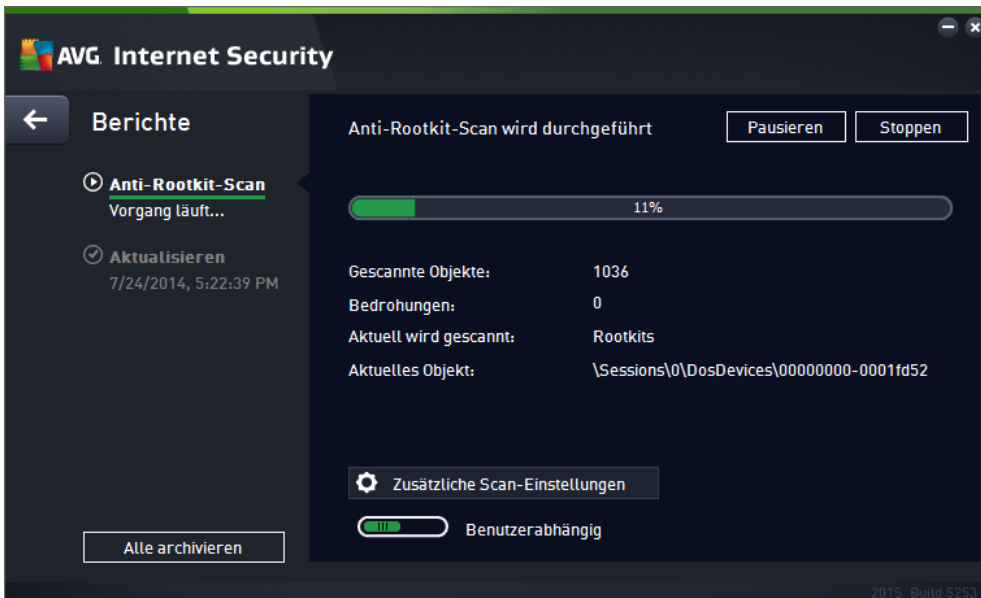 AVG. Internet Security
Berichte
Anti-Rootkit-Scan
Vorgang läuft...
Aktualisieren
7/24/2014, 5:22:39 PM
Alle archivieren
Anti-Rootkit-Scan wird durchgeführt
Pausieren
Stoppen
11%
Gescannte Objekte: 1036
Bedrohungen: 0
Aktuell wird gescannt: Rootkits
Aktuelles Objekt: \Sessions\0\DosDevices\00000000-0001fd52
Zusätzliche Scan-Einstellungen
Benutzerabhängig
2015 Build 5253